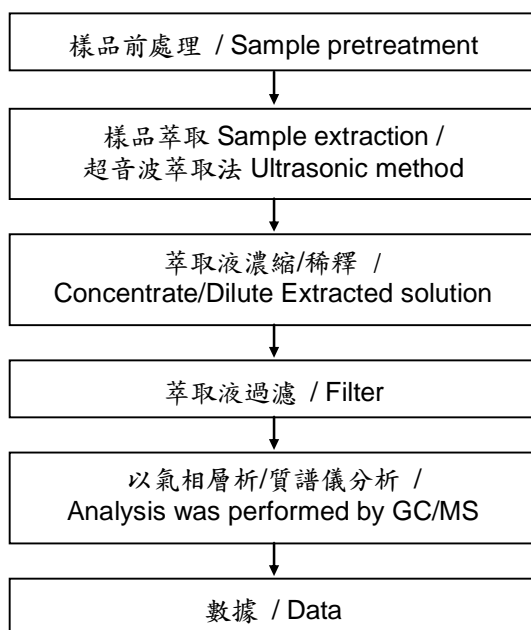 樣品前處理 / Sample pretreatment
樣品萃取 Sample extraction /
超音波萃取法 Ultrasonic method
萃取液濃縮/稀釋 /
Concentrate/Dilute Extracted solution
萃取液過濾 / Filter
以氣相層析/質譜儀分析 /
Analysis was performed by GC/MS
數據 / Data